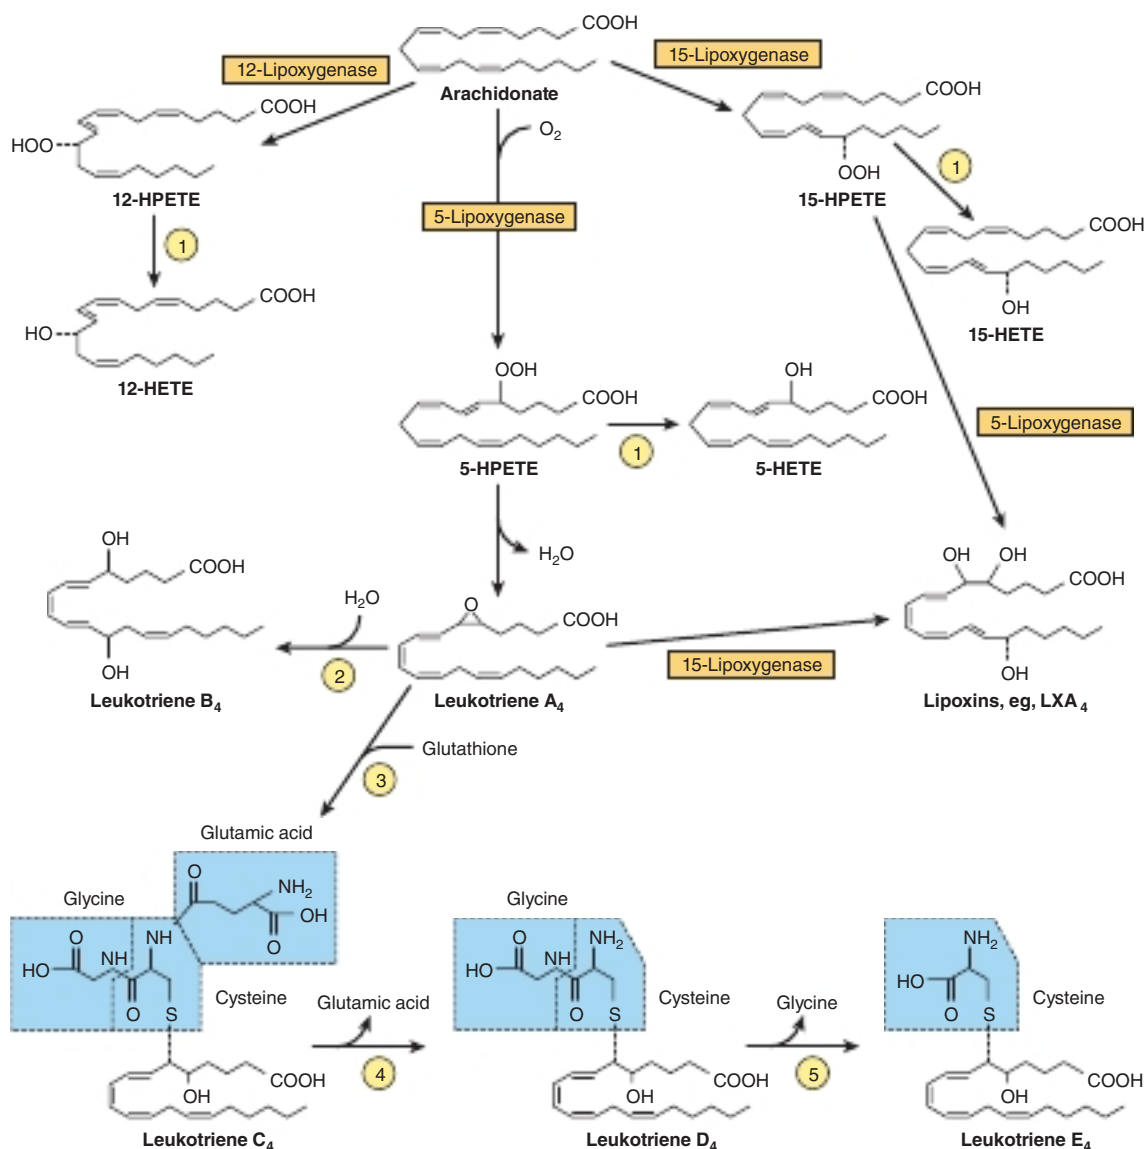 COOH
Arachidonate
12-Lipoxygenase
15-Lipoxygenase
O₂
COOH
HOO
12-HPETE
COOH
OOH
15-HPETE
1
1
5-Lipoxygenase
COOH
HO
12-HETE
COOH
OH
15-HETE
OOH
COOH
5-HPETE
1
OH
COOH
5-HETE
5-Lipoxygenase
H₂O
OH
COOH
OH
Leukotriene B₄
H₂O
2
O
COOH
Leukotriene A₄
15-Lipoxygenase
OH
OH
COOH
OH
Lipoxins, eg, LXA₄
Glutathione
3
Glutamic acid
O
NH₂
OH
O
Glycine
O
HO
NH
NH
O
S
Cysteine
OH
COOH
Leukotriene C₄
Glutamic acid
4
O
HO
NH
NH₂
O
S
Cysteine
OH
COOH
Leukotriene D₄
Glycine
5
NH₂
HO
O
S
Cysteine
OH
COOH
Leukotriene E₄